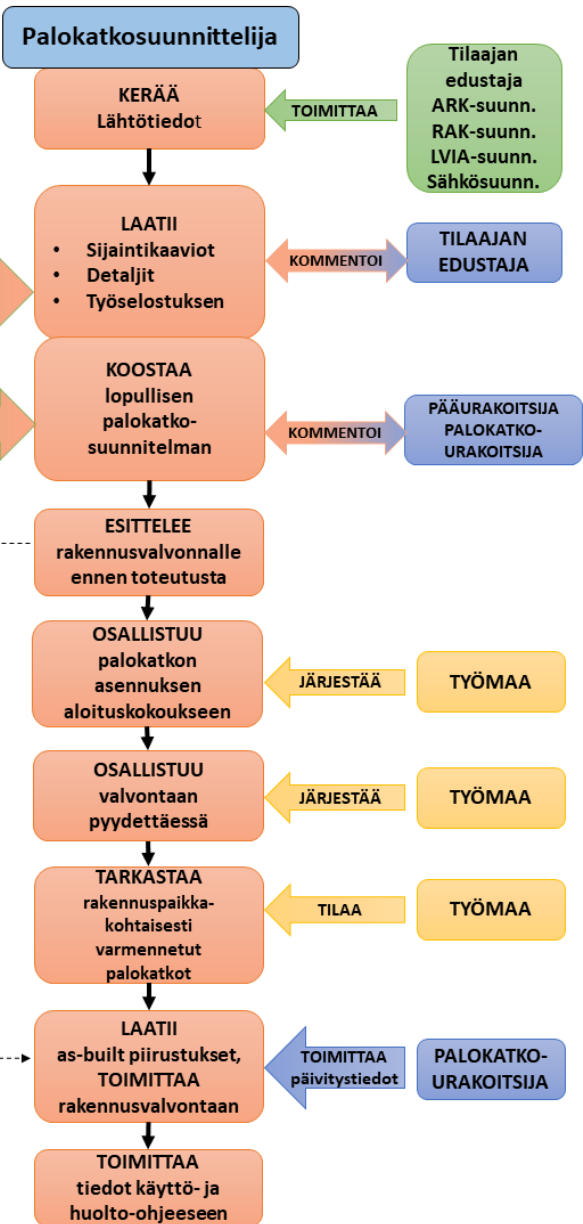 Palokatkosuunnittelija
KERÄÄ
Lähtötiedot
TOIMITTAA
Tilaajan
edustaja
ARK-suunn.
RAK-suunn.
LVIA-suunn.
Sähkösuunn.
LAATII
• Sijaintikaaviot
• Detaljit
• Työselostuksen
KOMMENTOI
TILAAJAN
EDUSTAJA
KOOSTAA
lopullisen
palokatko-
suunnitelman
KOMMENTOI
PÄÄURAKOITSIJA
PALOKATKO-
URAKOITSIJA
ESITTELEE
rakennusvalvonnalle
ennen toteutusta
OSALLISTUU
palokatkon
asennuksen
aloituskokoukseen
JÄRJESTÄÄ
TYÖMAA
OSALLISTUU
valvontaan
pyydettäessä
JÄRJESTÄÄ
TYÖMAA
TARKASTAA
rakennuspaikka-
kohtaisesti
varmennetut
palokatkot
TILAA
TYÖMAA
LAATII
as-built piirustukset,
TOIMITTAA
rakennusvalvontaan
TOIMITTAA
päivitystiedot
PALOKATKO-
URAKOITSIJA
TOIMITTAA
tiedot käyttö- ja
huolto-ohjeeseen